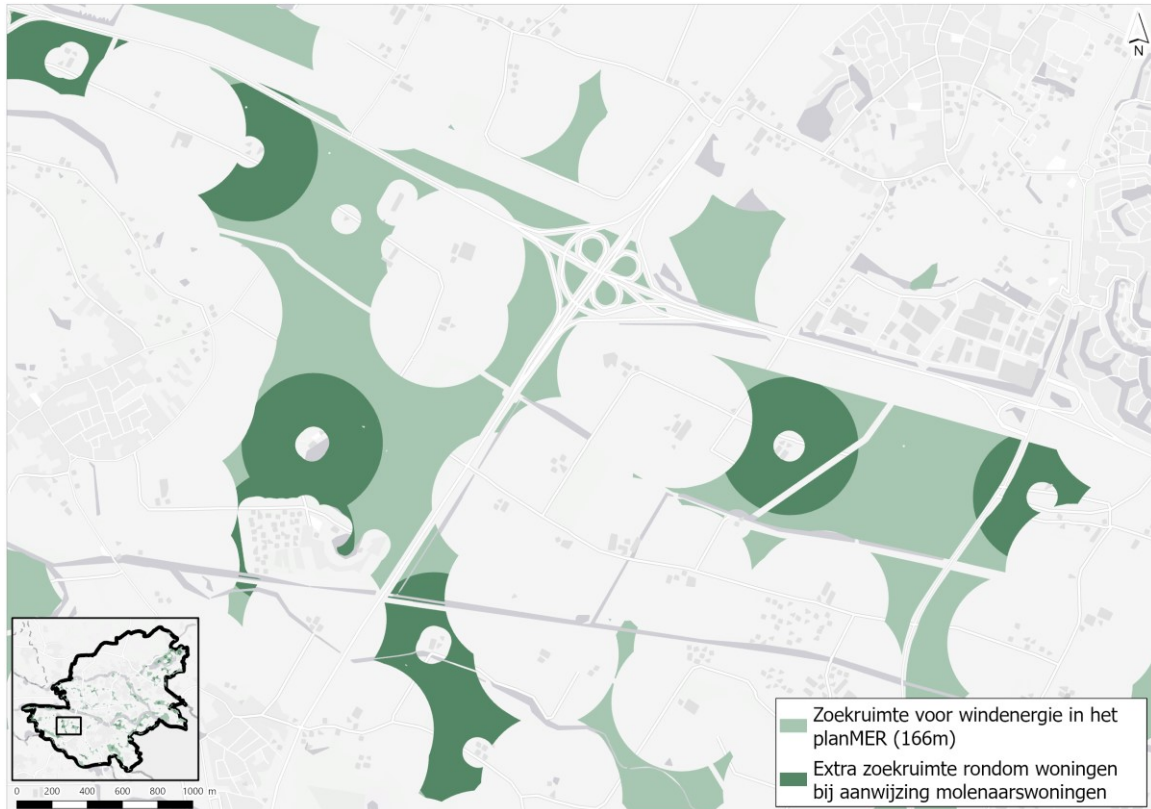 N
Zoekruimte voor windenergie in het
planMER (166m)
Extra zoekruimte rondom woningen
bij aanwijzing molenaarswoningen
0 200 400 600 800 1000 m